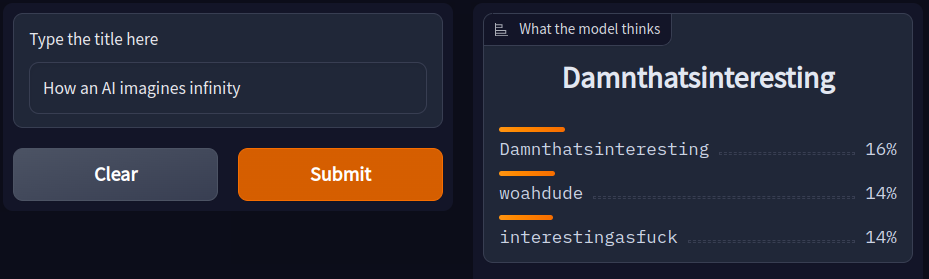 Type the title here
How an AI imagines infinity
Clear
Submit
What the model thinks
Damnthatsinteresting
Damnthatsinteresting 16%
woahdude 14%
interestingasfuck 14%